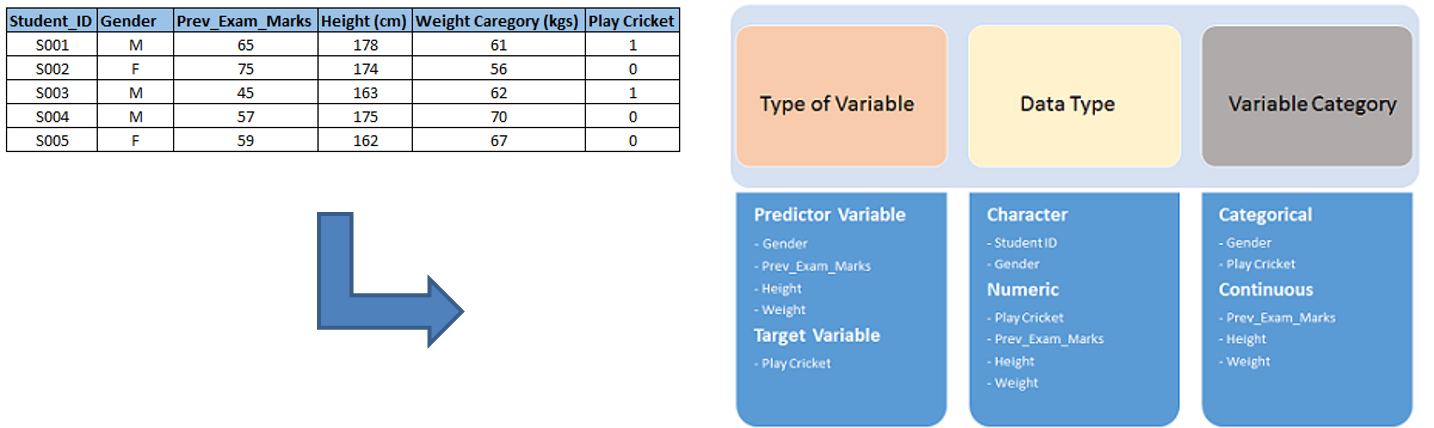 Student_ID Gender Prev_Exam_Marks Height (cm) Weight Caregory (kgs) Play Cricket
S001 M 65 178 61 1
S002 F 75 174 56 0
S003 M 45 163 62 1
S004 M 57 175 70 0
S005 F 59 162 67 0
Type of Variable
Predictor Variable
- Gender
- Prev_Exam_Marks
- Height
- Weight
Target Variable
- Play Cricket
Data Type
Character
- Student ID
- Gender
Numeric
- Play Cricket
- Prev_Exam_Marks
- Height
- Weight
Variable Category
Categorical
- Gender
- Play Cricket
Continuous
- Prev_Exam_Marks
- Height
- Weight